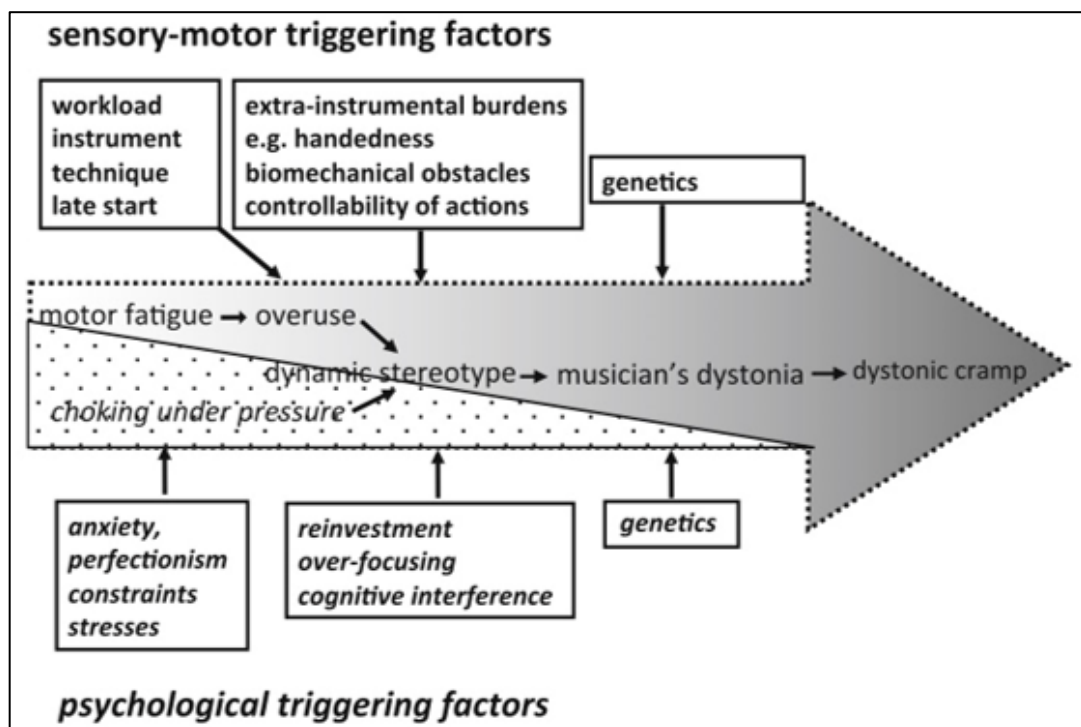 sensory-motor triggering factors
workload
instrument
technique
late start
extra-instrumental burdens
e.g. handedness
biomechanical obstacles
controllability of actions
genetics
motor fatigue → overuse
dynamic stereotype → musician's dystonia → dystonic cramp
choking under pressure
anxiety,
perfectionism
constraints
stresses
reinvestment
over-focusing
cognitive interference
genetics
psychological triggering factors